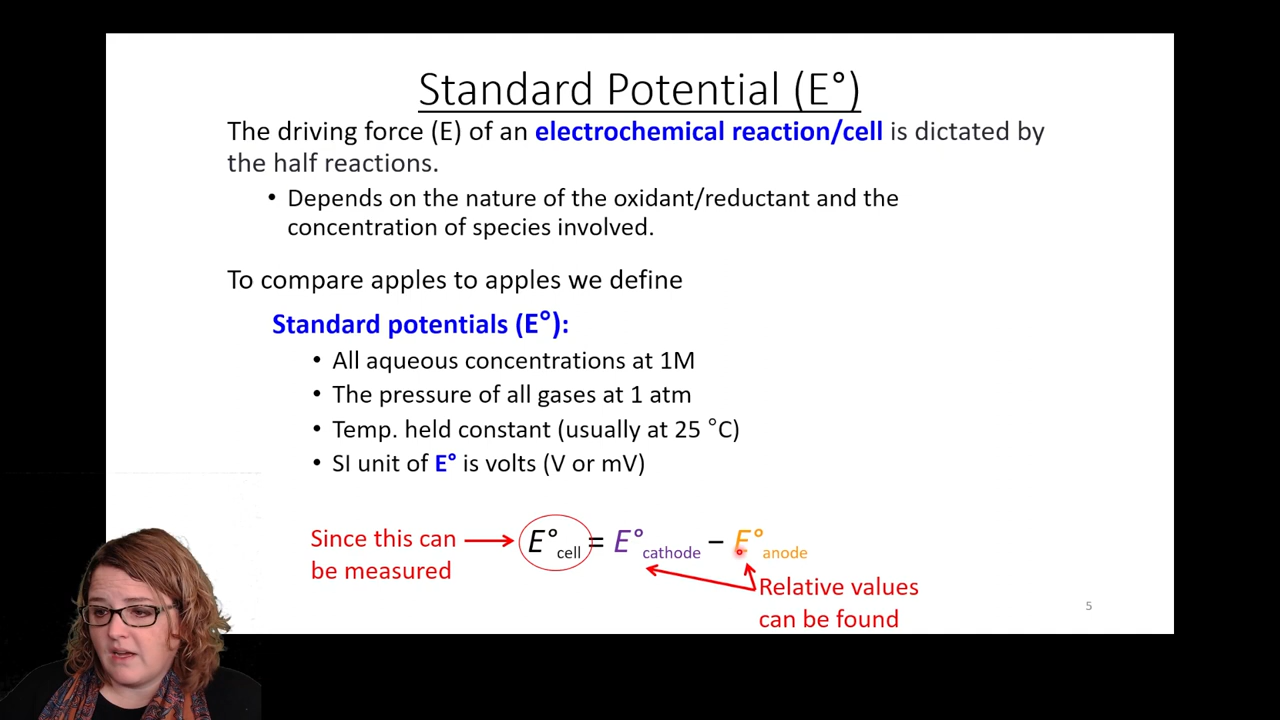 Standard Potential (E°)
The driving force (E) of an electrochemical reaction/cell is dictated by
the half reactions.
• Depends on the nature of the oxidant/reductant and the
concentration of species involved.
To compare apples to apples we define
Standard potentials (E°):
• All aqueous concentrations at 1M
• The pressure of all gases at 1 atm
• Temp. held constant (usually at 25 °C)
• SI unit of E° is volts (V or mV)
Since this can
be measured
E°cell = E°cathode − E°anode
Relative values
can be found
5